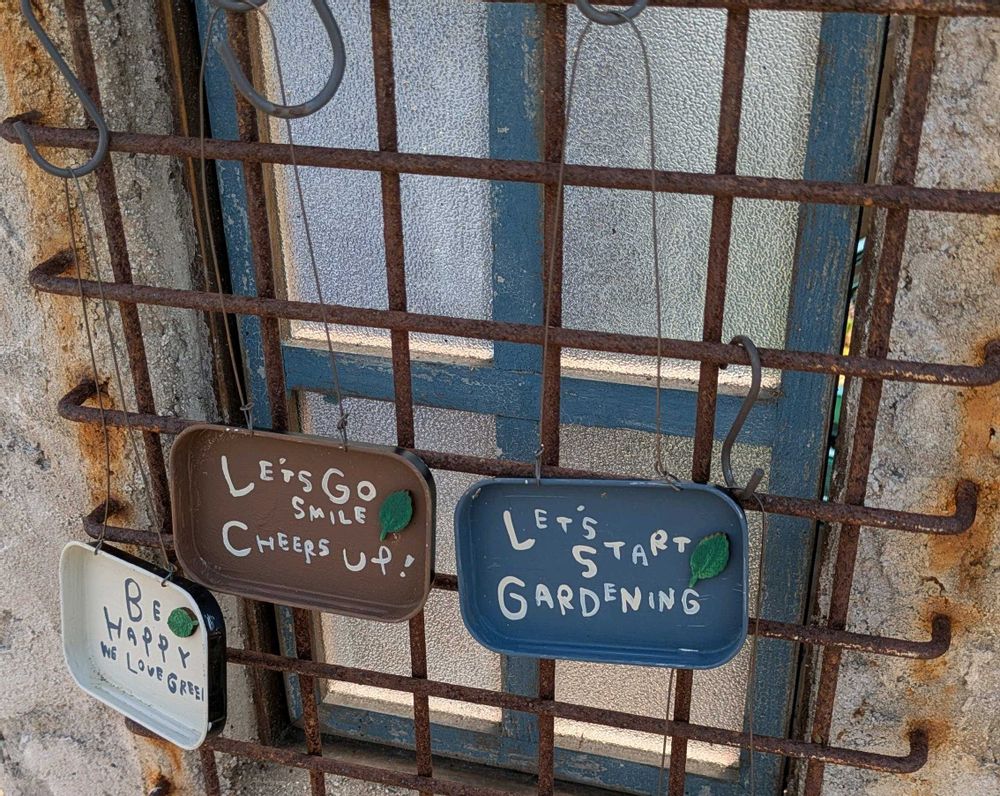 LET'S GO
SMILE
CHEERS UP!
LET'S
START
GARDENING
BE
HAPPY
WE LOVE GREE